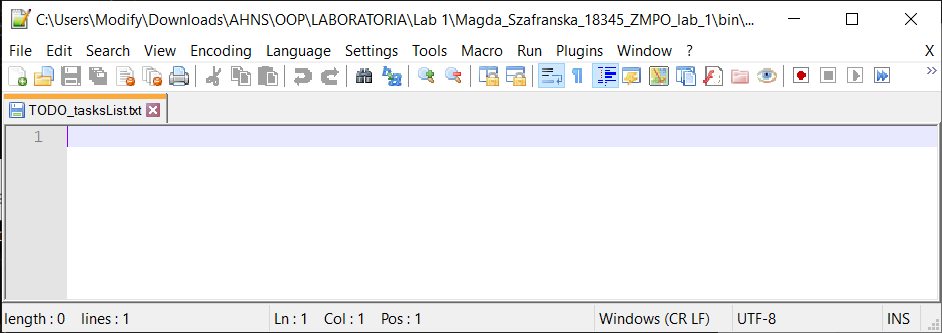 C:\Users\Modify\Downloads\AHNS\OOP\LABORATORIA\Lab 1\Magda_Szafranska_18345_ZMPO_lab_1\bin\...
File Edit Search View Encoding Language Settings Tools Macro Run Plugins Window ? X
TODO_tasksList.txt
1
length : 0 lines : 1 Ln : 1 Col : 1 Pos : 1 Windows (CR LF) UTF-8 INS